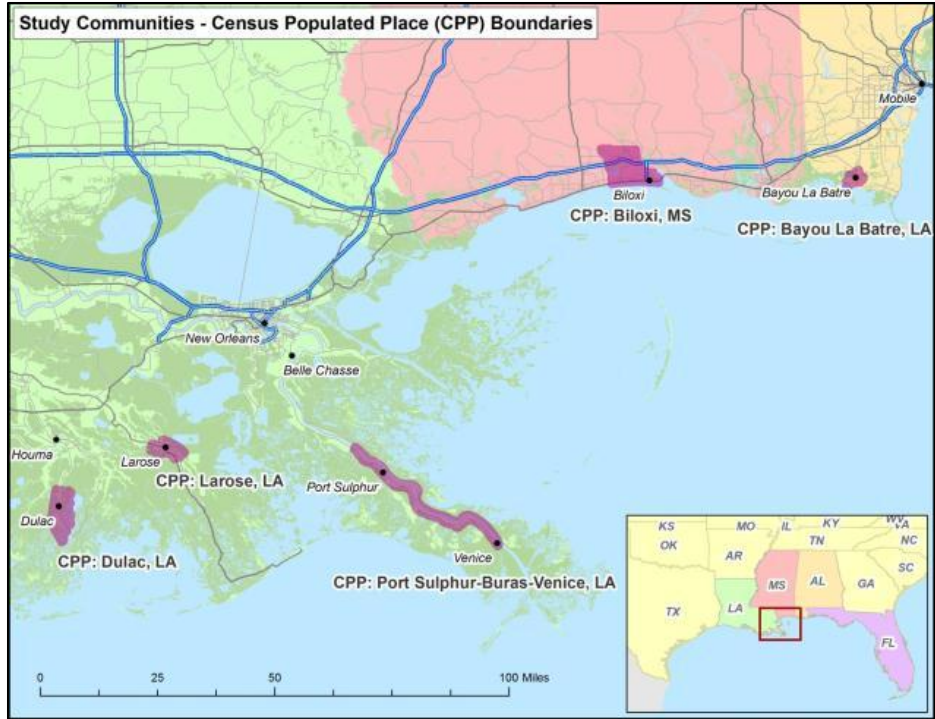 Study Communities - Census Populated Place (CPP) Boundaries
Mobile
Biloxi
Bayou La Batre
CPP: Biloxi, MS
CPP: Bayou La Batre, LA
New Orleans
Belle Chasse
Houma
Larose
CPP: Larose, LA
Port Sulphur
Dulac
Venice
CPP: Dulac, LA
CPP: Port Sulphur-Buras-Venice, LA
KS
MO
IL
KY
VA
OK
TN
NC
AR
SC
MS
AL
GA
TX
LA
FL
0 25 50 100 Miles